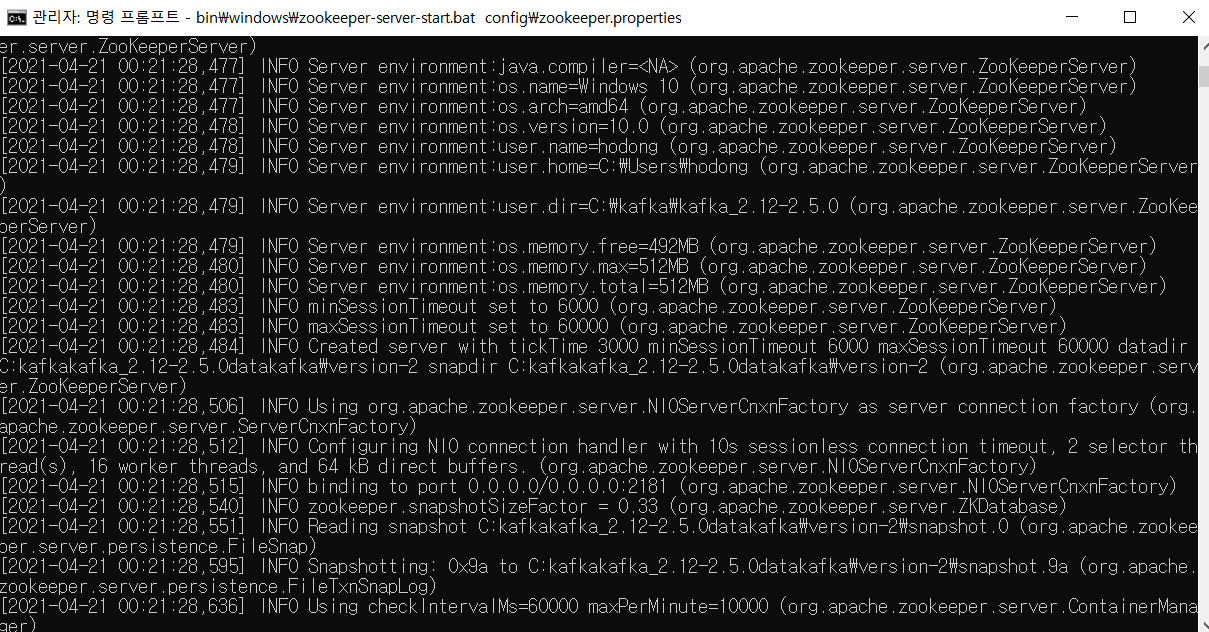 관리자: 명령 프롬프트 - bin₩windows₩zookeeper-server-start.bat  config₩zookeeper.properties
er.server.ZooKeeperServer)
[2021-04-21 00:21:28,477] INFO Server environment:java.compiler=<NA> (org.apache.zookeeper.server.ZooKeeperServer)
[2021-04-21 00:21:28,477] INFO Server environment:os.name=Windows 10 (org.apache.zookeeper.server.ZooKeeperServer)
[2021-04-21 00:21:28,477] INFO Server environment:os.arch=amd64 (org.apache.zookeeper.server.ZooKeeperServer)
[2021-04-21 00:21:28,478] INFO Server environment:os.version=10.0 (org.apache.zookeeper.server.ZooKeeperServer)
[2021-04-21 00:21:28,478] INFO Server environment:user.name=hodong (org.apache.zookeeper.server.ZooKeeperServer)
[2021-04-21 00:21:28,479] INFO Server environment:user.home=C:₩Users₩hodong (org.apache.zookeeper.server.ZooKeeperServer
)
[2021-04-21 00:21:28,479] INFO Server environment:user.dir=C:₩kafka₩kafka_2.12-2.5.0 (org.apache.zookeeper.server.ZooKee
perServer)
[2021-04-21 00:21:28,479] INFO Server environment:os.memory.free=492MB (org.apache.zookeeper.server.ZooKeeperServer)
[2021-04-21 00:21:28,480] INFO Server environment:os.memory.max=512MB (org.apache.zookeeper.server.ZooKeeperServer)
[2021-04-21 00:21:28,480] INFO Server environment:os.memory.total=512MB (org.apache.zookeeper.server.ZooKeeperServer)
[2021-04-21 00:21:28,483] INFO minSessionTimeout set to 6000 (org.apache.zookeeper.server.ZooKeeperServer)
[2021-04-21 00:21:28,483] INFO maxSessionTimeout set to 60000 (org.apache.zookeeper.server.ZooKeeperServer)
[2021-04-21 00:21:28,484] INFO Created server with tickTime 3000 minSessionTimeout 6000 maxSessionTimeout 60000 datadir
C:kafkakafka_2.12-2.5.0datakafka₩version-2 snapdir C:kafkakafka_2.12-2.5.0datakafka₩version-2 (org.apache.zookeeper.serv
er.ZooKeeperServer)
[2021-04-21 00:21:28,506] INFO Using org.apache.zookeeper.server.NIOServerCnxnFactory as server connection factory (org.
apache.zookeeper.server.ServerCnxnFactory)
[2021-04-21 00:21:28,512] INFO Configuring NIO connection handler with 10s sessionless connection timeout, 2 selector th
read(s), 16 worker threads, and 64 kB direct buffers. (org.apache.zookeeper.server.NIOServerCnxnFactory)
[2021-04-21 00:21:28,515] INFO binding to port 0.0.0.0/0.0.0.0:2181 (org.apache.zookeeper.server.NIOServerCnxnFactory)
[2021-04-21 00:21:28,540] INFO zookeeper.snapshotSizeFactor = 0.33 (org.apache.zookeeper.server.ZKDatabase)
[2021-04-21 00:21:28,551] INFO Reading snapshot C:kafkakafka_2.12-2.5.0datakafka₩version-2₩snapshot.0 (org.apache.zookee
per.server.persistence.FileSnap)
[2021-04-21 00:21:28,595] INFO Snapshotting: 0x9a to C:kafkakafka_2.12-2.5.0datakafka₩version-2₩snapshot.9a (org.apache.
zookeeper.server.persistence.FileTxnSnapLog)
[2021-04-21 00:21:28,636] INFO Using checkIntervalMs=60000 maxPerMinute=10000 (org.apache.zookeeper.server.ContainerMana
ger)